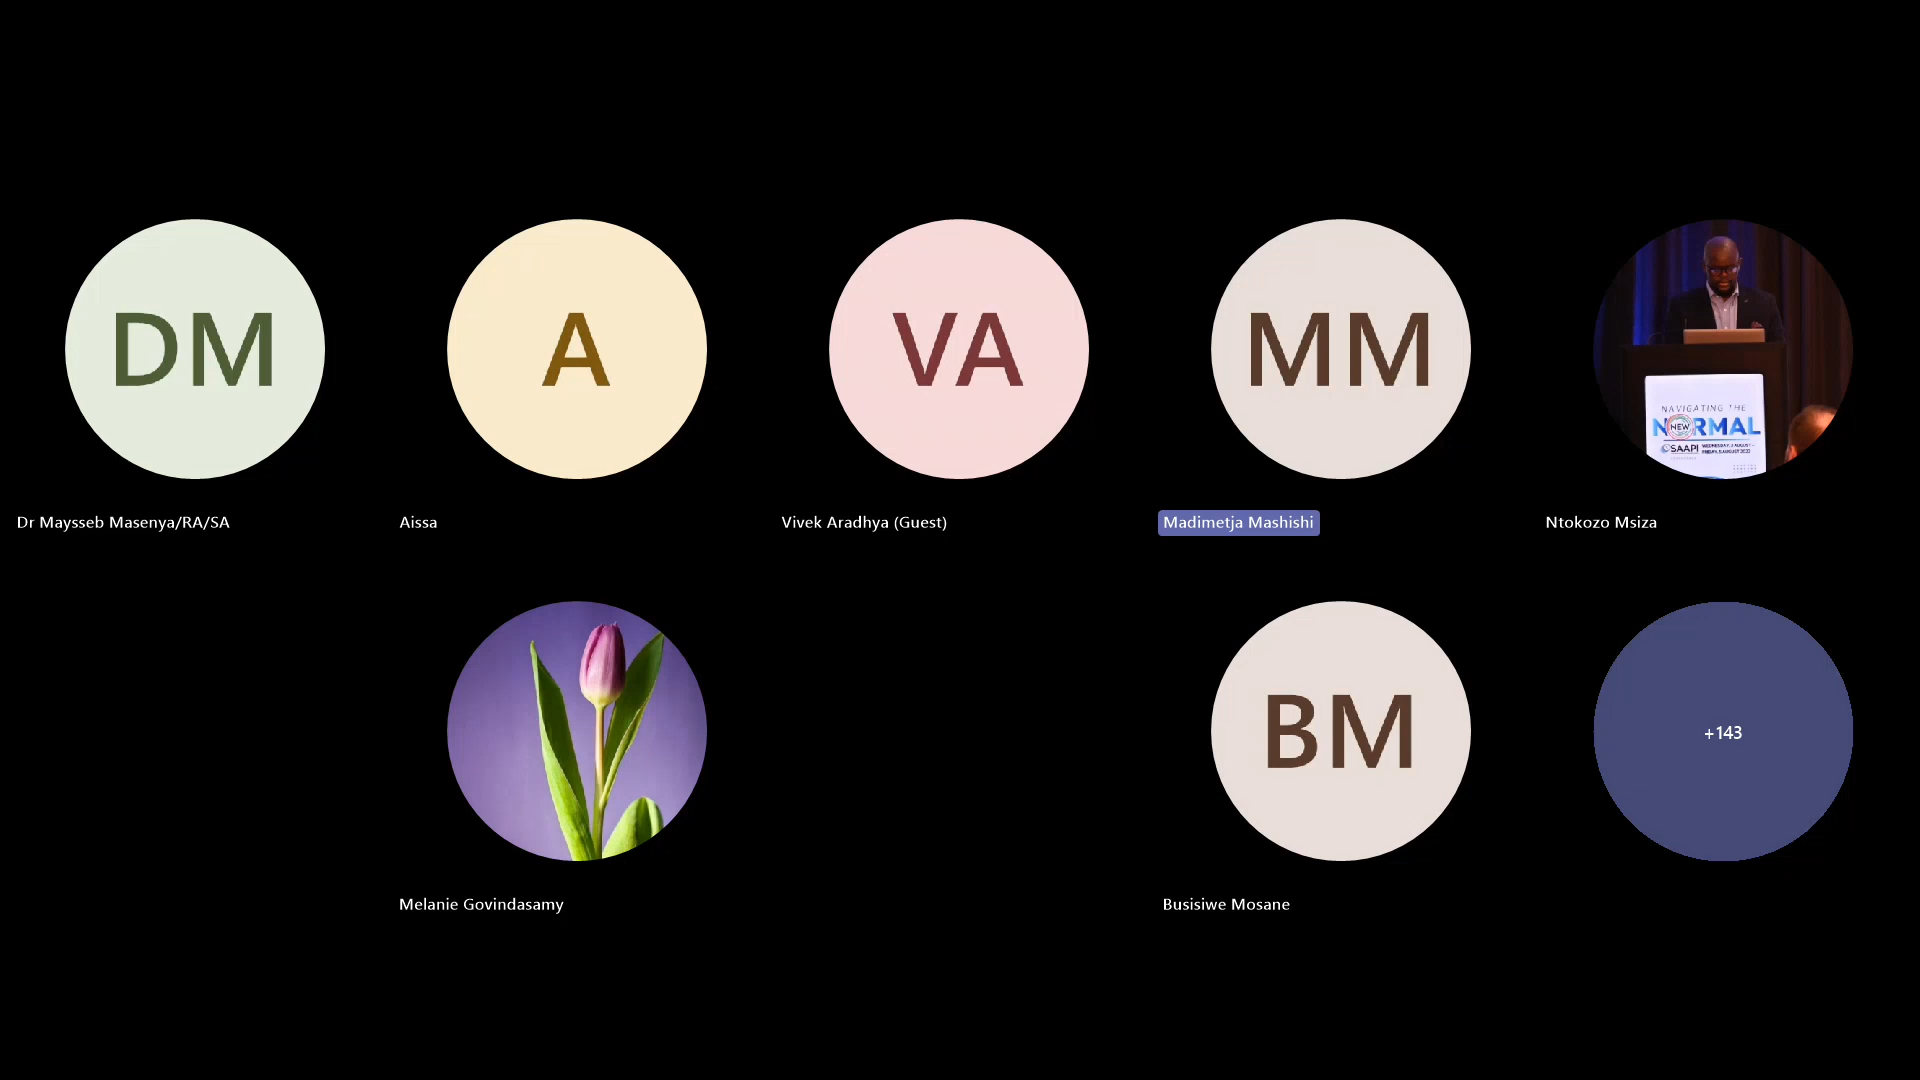 DM
A
VA
MM
NAVIGATING THE
NEW
NORMAL
SAAPI
Dr Maysseb Masenya/RA/SA
Aissa
Vivek Aradhya (Guest)
Madimetja Mashishi
Ntokozo Msiza
BM
+143
Melanie Govindasamy
Busisiwe Mosane